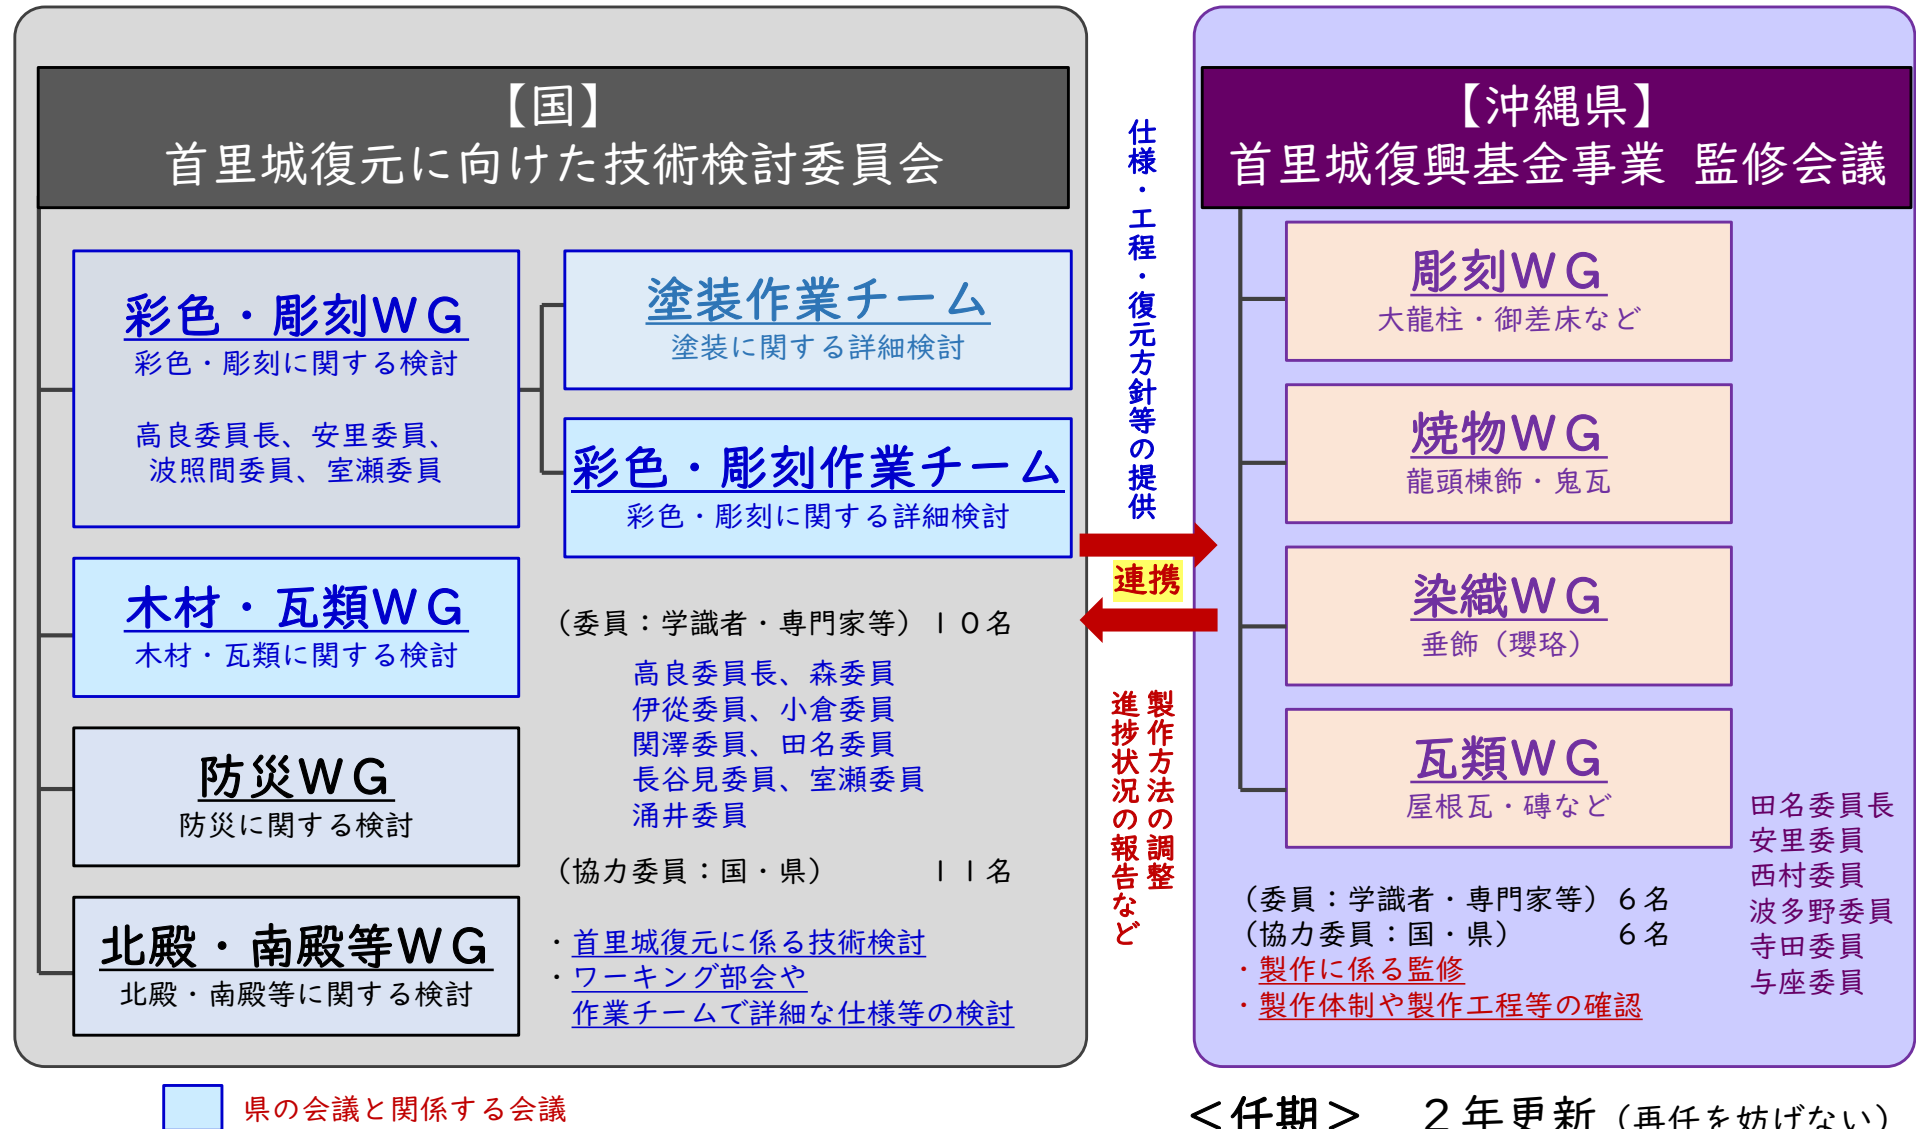 【国】
首里城復元に向けた技術検討委員会
彩色・彫刻ＷＧ
彩色・彫刻に関する検討
高良委員長、安里委員、
波照間委員、室瀬委員
塗装作業チーム
塗装に関する詳細検討
彩色・彫刻作業チーム
彩色・彫刻に関する詳細検討
木材・瓦類ＷＧ
木材・瓦類に関する検討
防災ＷＧ
防災に関する検討
北殿・南殿等ＷＧ
北殿・南殿等に関する検討
（委員：学識者・専門家等）１０名
高良委員長、森委員
伊從委員、小倉委員
関澤委員、田名委員
長谷見委員、室瀬委員
涌井委員
（協力委員：国・県）　１１名
・首里城復元に係る技術検討
・ワーキング部会や
作業チームで詳細な仕様等の検討
仕様・工程・復元方針等の提供
連携
製作方法の調整
進捗状況の報告など
【沖縄県】
首里城復興基金事業 監修会議
彫刻ＷＧ
大龍柱・御差床など
焼物ＷＧ
龍頭棟飾・鬼瓦
染織ＷＧ
垂飾（瓔珞）
瓦類ＷＧ
屋根瓦・磚など
田名委員長
安里委員
西村委員
波多野委員
寺田委員
与座委員
（委員：学識者・専門家等）６名
（協力委員：国・県）　６名
・製作に係る監修
・製作体制や製作工程等の確認
県の会議と関係する会議
＜任期＞　２年更新（再任を妨げない）